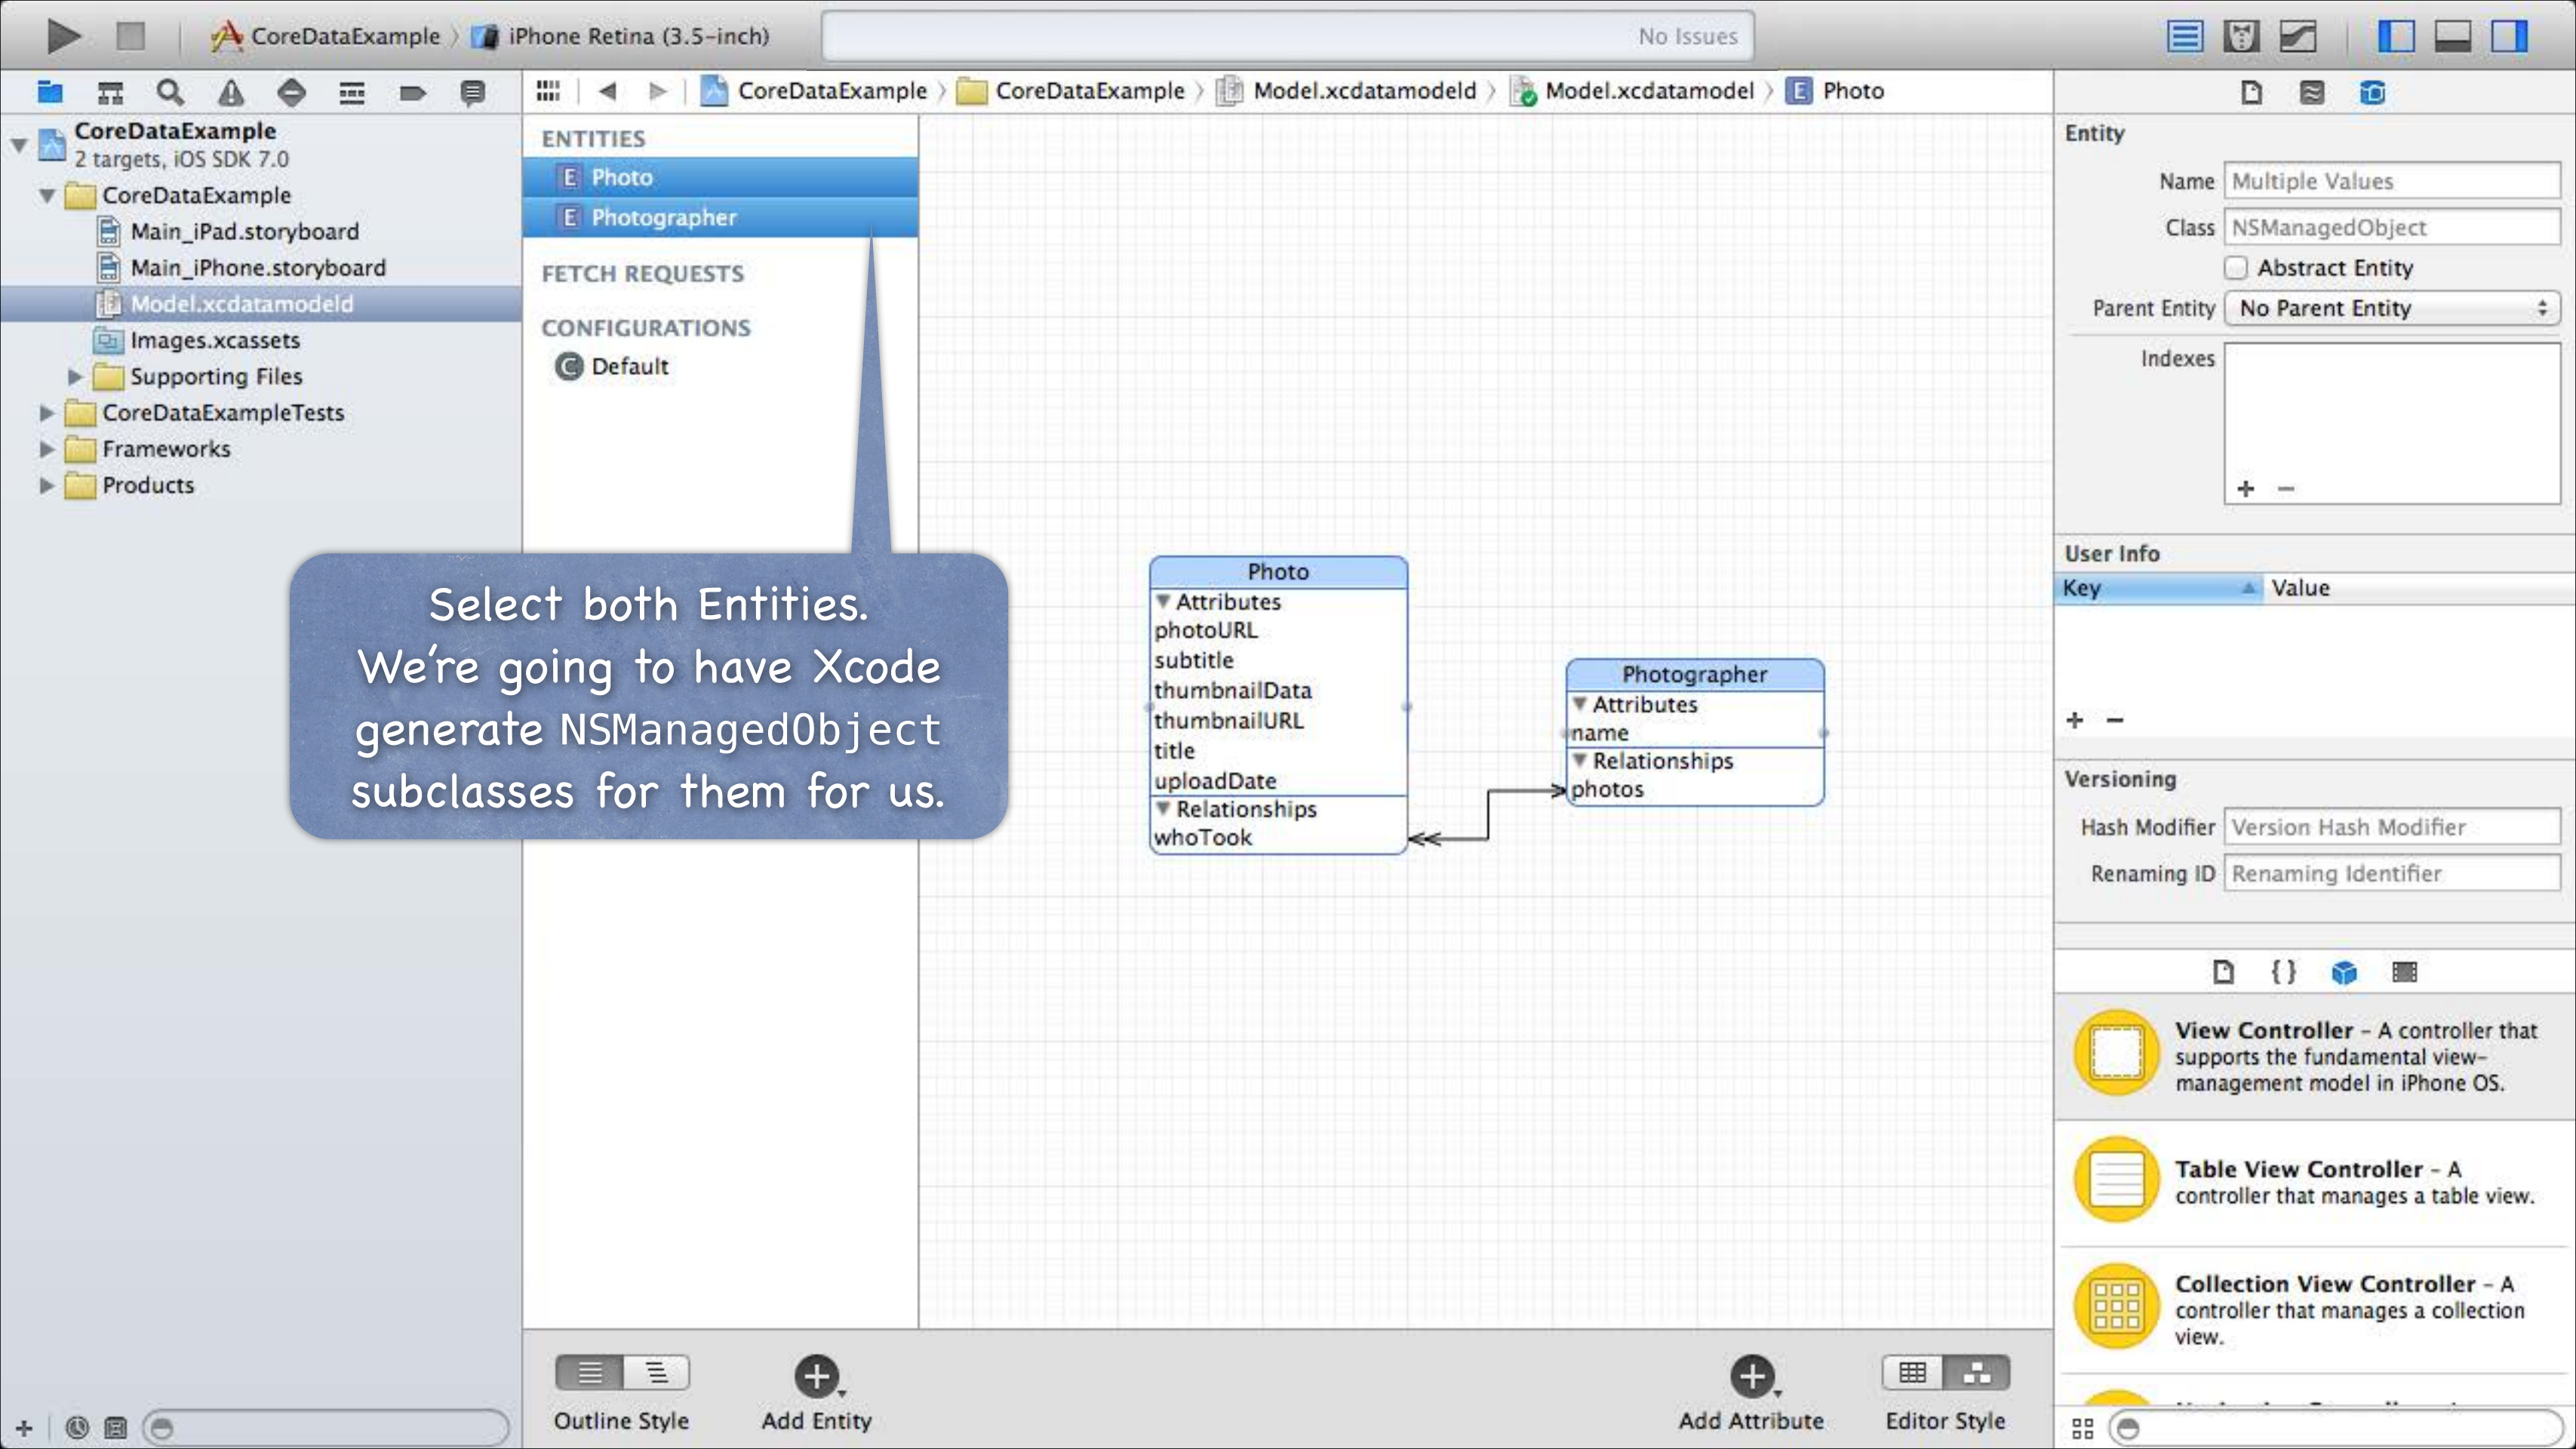 CoreDataExample 〉 iPhone Retina (3.5-inch)
No Issues
CoreDataExample 〉 CoreDataExample 〉 Model.xcdatamodeld 〉 Model.xcdatamodel 〉 E Photo
CoreDataExample
2 targets, iOS SDK 7.0
CoreDataExample
Main_iPad.storyboard
Main_iPhone.storyboard
Model.xcdatamodeld
Images.xcassets
Supporting Files
CoreDataExampleTests
Frameworks
Products
ENTITIES
E Photo
E Photographer
FETCH REQUESTS
CONFIGURATIONS
C Default
Select both Entities.
We're going to have Xcode
generate NSManagedObject
subclasses for them for us.
Photo
Attributes
photoURL
subtitle
thumbnailData
thumbnailURL
title
uploadDate
Relationships
whoTook
Photographer
Attributes
name
Relationships
photos
Outline Style
Add Entity
Add Attribute
Editor Style
Entity
Name Multiple Values
Class NSManagedObject
Abstract Entity
Parent Entity No Parent Entity
Indexes
+ −
User Info
Key Value
+ −
Versioning
Hash Modifier Version Hash Modifier
Renaming ID Renaming Identifier
{ }
View Controller – A controller that
supports the fundamental view-
management model in iPhone OS.
Table View Controller – A
controller that manages a table view.
Collection View Controller – A
controller that manages a collection
view.